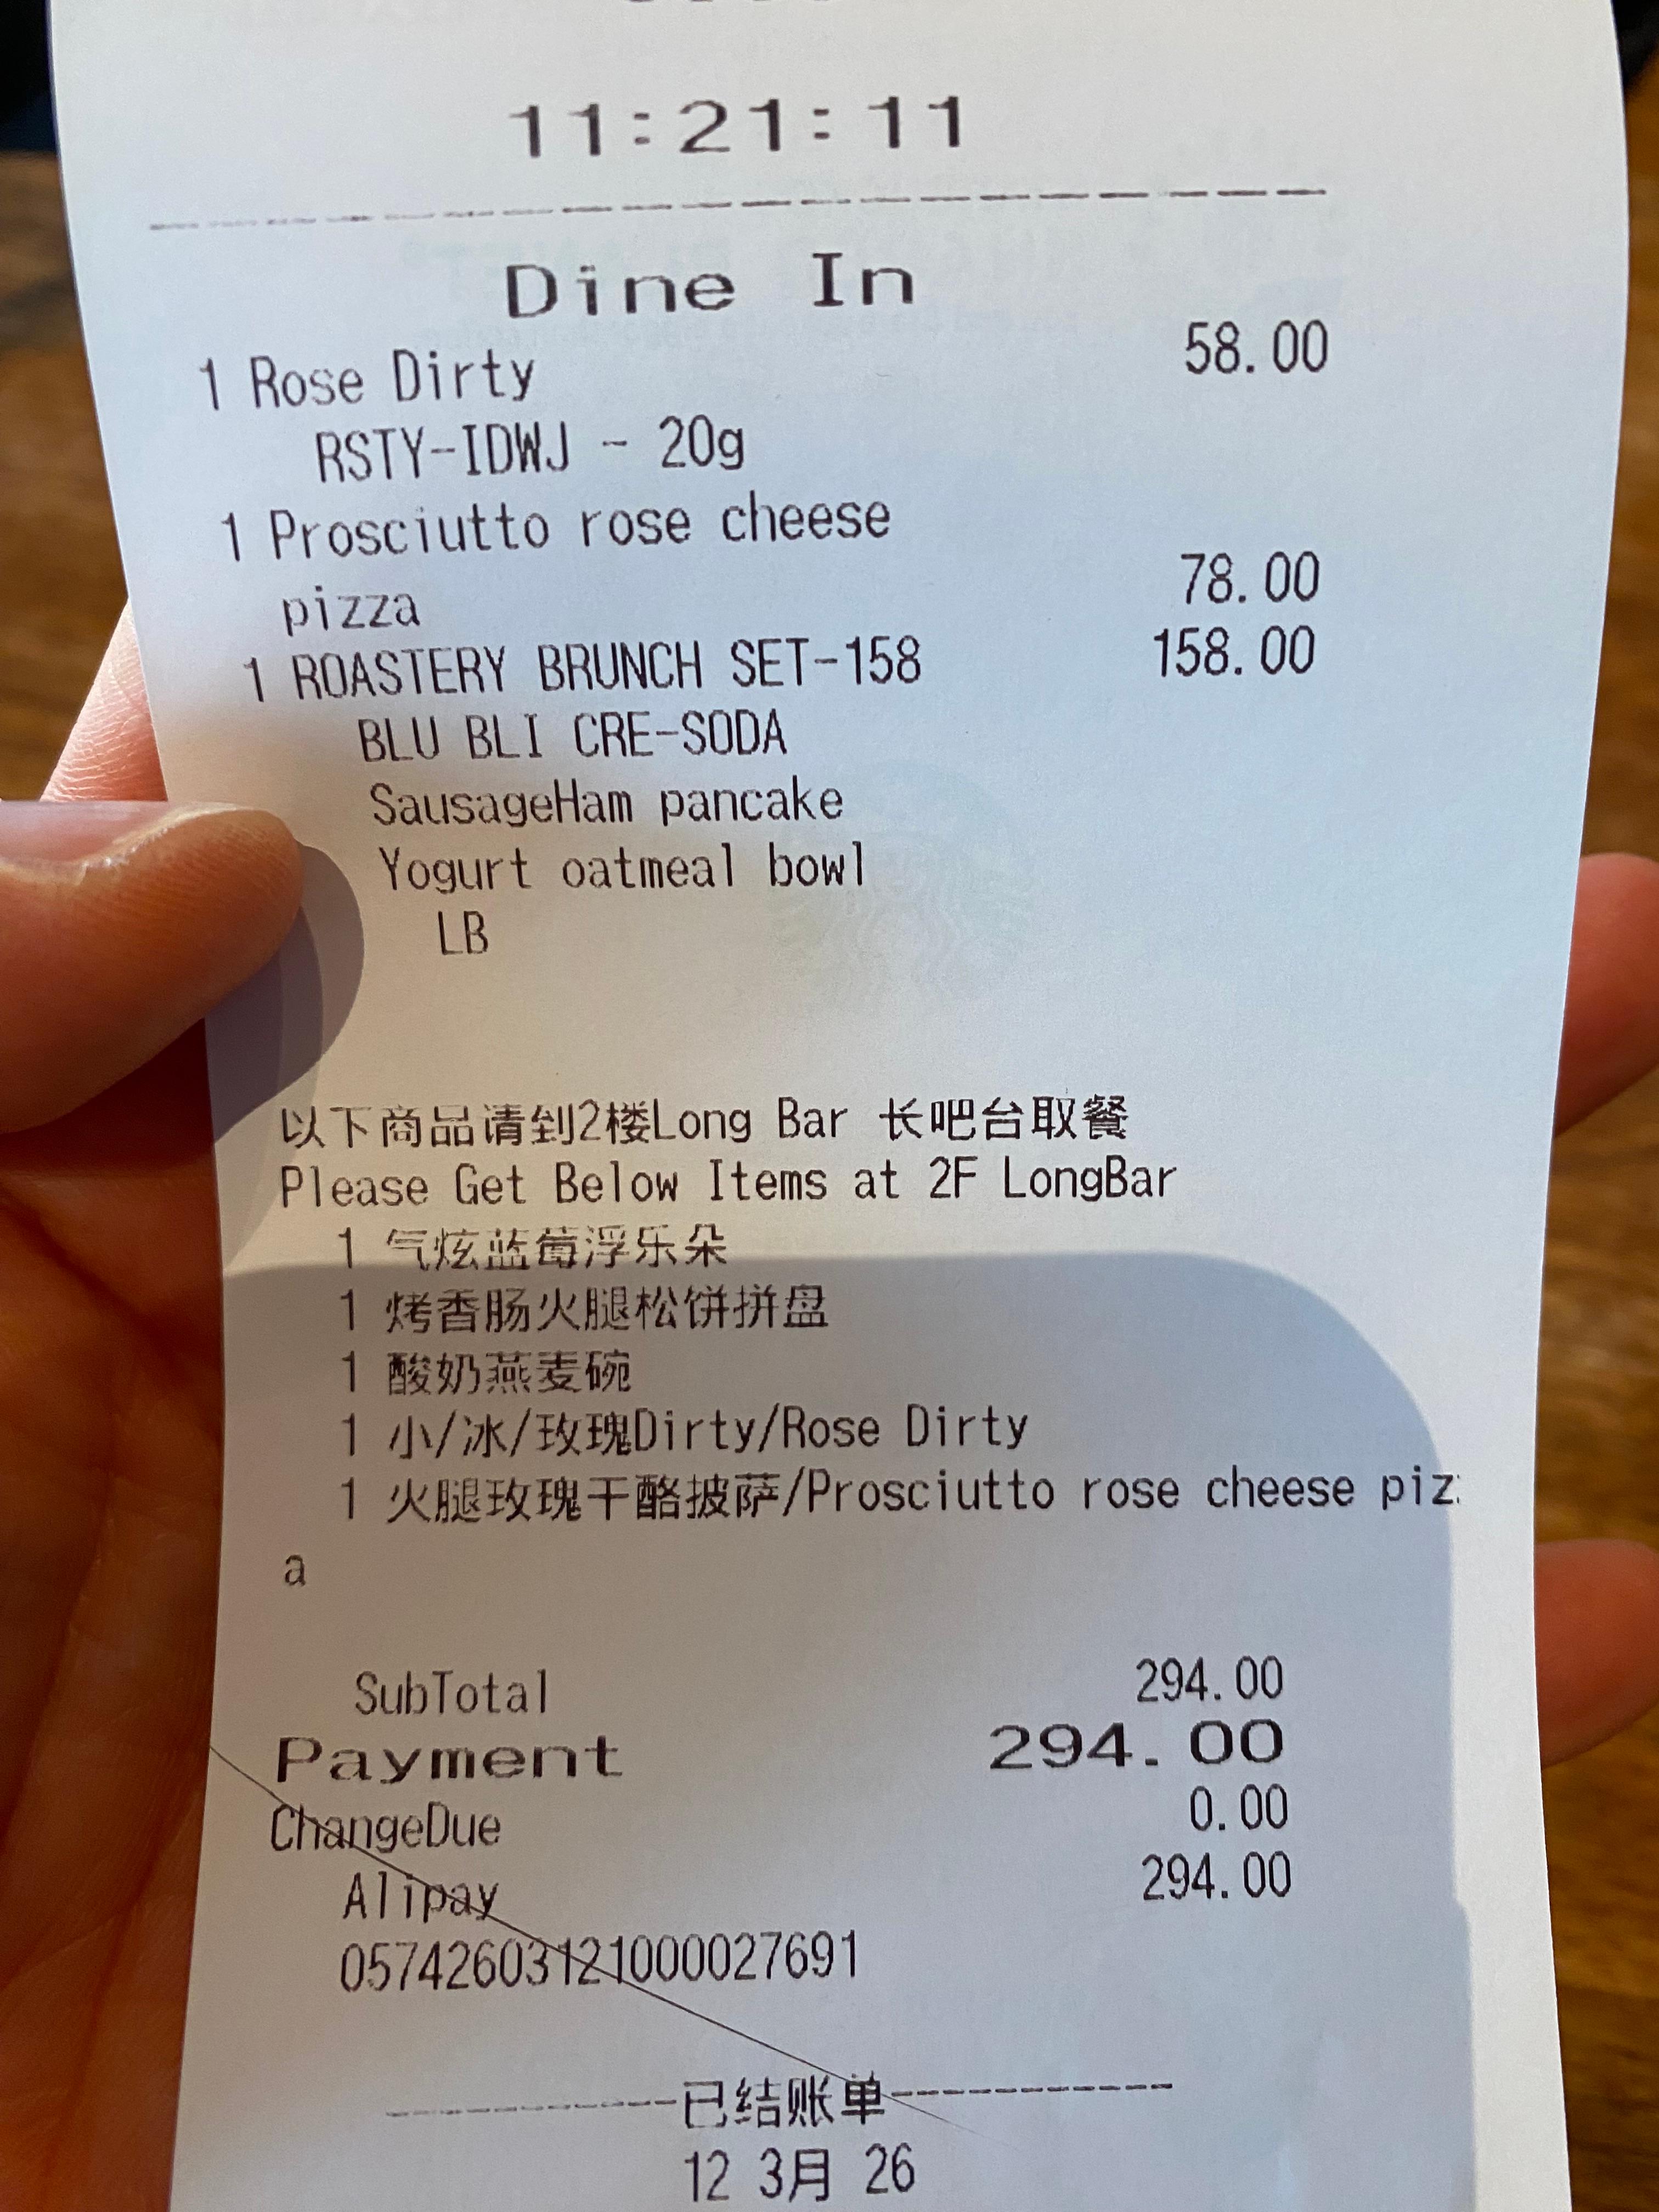 11:21:11
Dine In
1 Rose Dirty 58.00
RSTY-IDWJ - 20g
1 Prosciutto rose cheese
pizza 78.00
1 ROASTERY BRUNCH SET-158 158.00
BLU BLI CRE-SODA
SausageHam pancake
Yogurt oatmeal bowl
LB
以下商品请到2楼Long Bar 长吧台取餐
Please Get Below Items at 2F LongBar
1 气炫蓝莓浮乐朵
1 烤香肠火腿松饼拼盘
1 酸奶燕麦碗
1 小/冰/玫瑰Dirty/Rose Dirty
1 火腿玫瑰干酪披萨/Prosciutto rose cheese piz
a
SubTotal 294.00
Payment 294.00
ChangeDue 0.00
Alipay 294.00
05742603121000027691
-----------已结账单-----------
12 3月 26